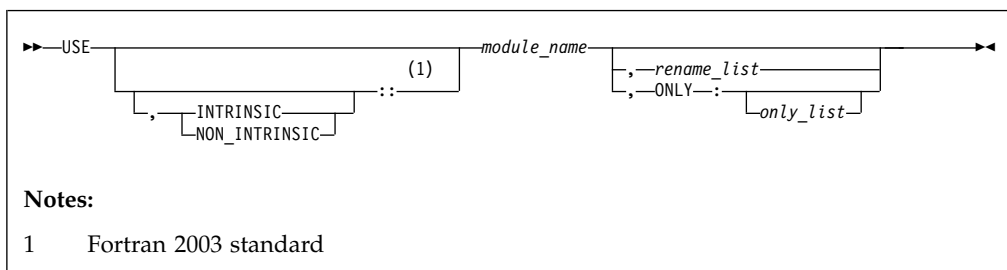 ►►—USE— —module_name— —►◄
(1) , —rename_list—
:: , —ONLY—:
, —INTRINSIC— only_list
NON_INTRINSIC
Notes:
1 Fortran 2003 standard